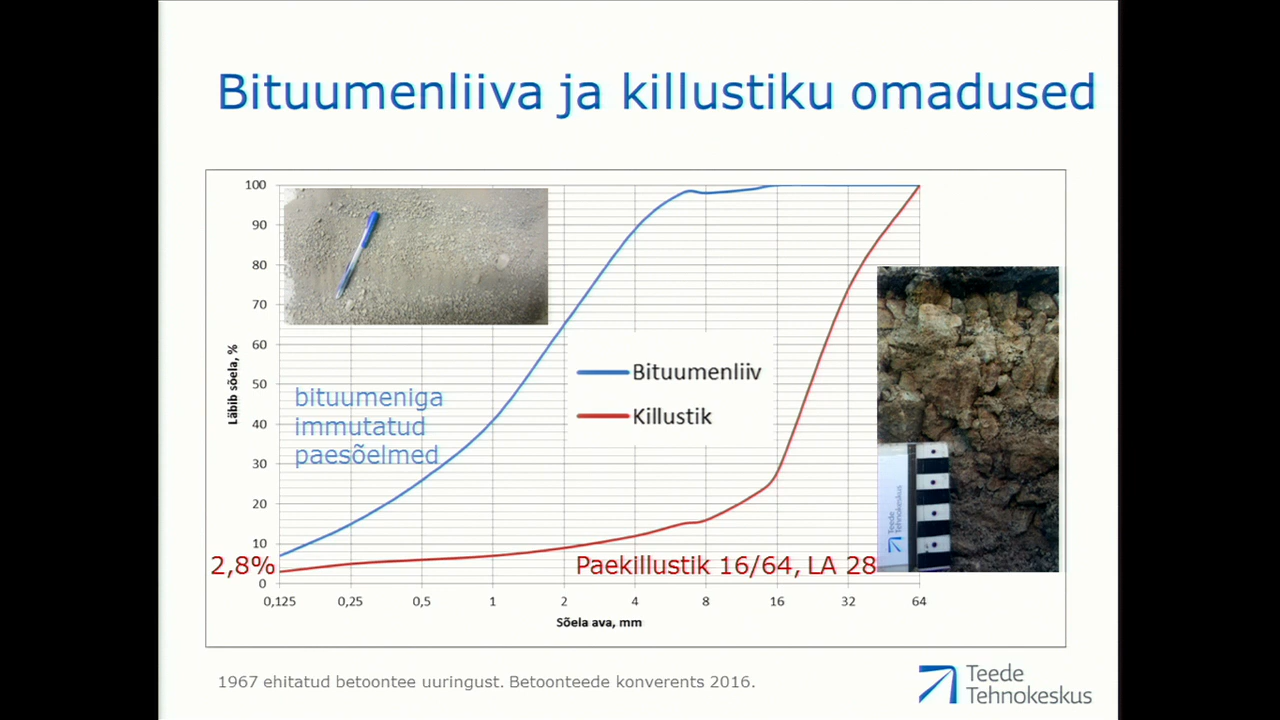 Bituumenliiva ja killustiku omadused
100
90
80
70
60
50
40
30
20
10
0
Läbib sõela, %
bituumeniga
immutatud
paesõelmed
Bituumenliiv
Killustik
2,8%
Paekillustik 16/64, LA 28
Teede
Tehnokeskus
0,125 0,25 0,5 1 2 4 8 16 32 64
Sõela ava, mm
1967 ehitatud betoontee uuringust. Betoonteede konverents 2016.
Teede
Tehnokeskus